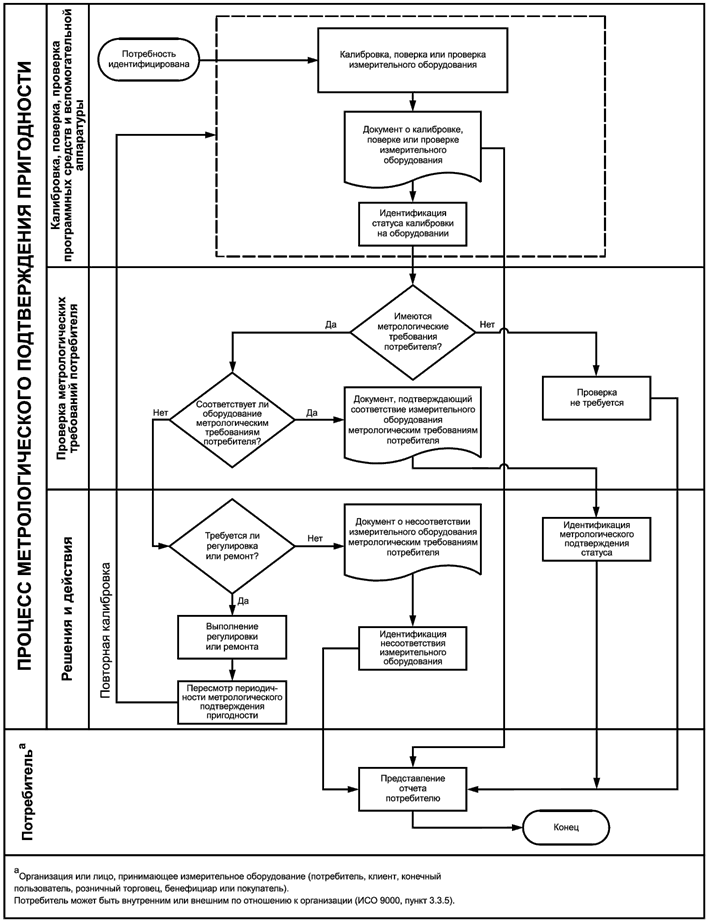 ПРОЦЕСС МЕТРОЛОГИЧЕСКОГО ПОДТВЕРЖДЕНИЯ ПРИГОДНОСТИ
Калибровка, поверка, проверка
программных средств и вспомогательной
аппаратуры
Потребность
идентифицирована
Калибровка, поверка или проверка
измерительного оборудования
Документ о калибровке,
поверке или проверке
измерительного
оборудования
Идентификация
статуса калибровки
на оборудовании
Проверка метрологических
требований потребителя
Имеются
метрологические
требования
потребителя?
Да
Нет
Соответствует ли
оборудование
метрологическим
требованиям
потребителя?
Нет
Да
Документ, подтверждающий
соответствие измерительного
оборудования
метрологическим требованиям
потребителя
Проверка
не требуется
Решения и действия
Повторная калибровка
Требуется ли
регулировка
или ремонт?
Нет
Да
Документ о несоответствии
измерительного оборудования
метрологическим требованиям
потребителя
Идентификация
метрологического
подтверждения
статуса
Выполнение
регулировки
или ремонта
Идентификация
несоответствия
измерительного
оборудования
Пересмотр периодич-
ности метрологического
подтверждения
пригодности
Потребительа
Представление
отчета
потребителю
Конец
аОрганизация или лицо, принимающее измерительное оборудование (потребитель, клиент, конечный
пользователь, розничный торговец, бенефициар или покупатель).
Потребитель может быть внутренним или внешним по отношению к организации (ИСО 9000, пункт 3.3.5).